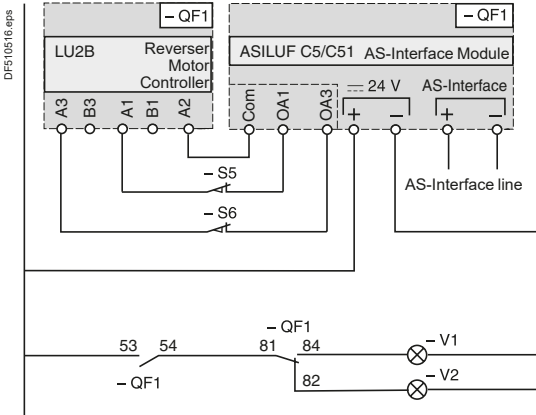 DF510516.eps
– QF1
– QF1
LU2B
Reverser
Motor
Controller
ASILUF C5/C51 AS-Interface Module
A3 B3 A1 B1 A2
Com OA1 OA3
24 V
AS-Interface
+ – + –
– S5
AS-Interface line
– S6
– QF1
53 54 81 84
– V1
– QF1
82
– V2